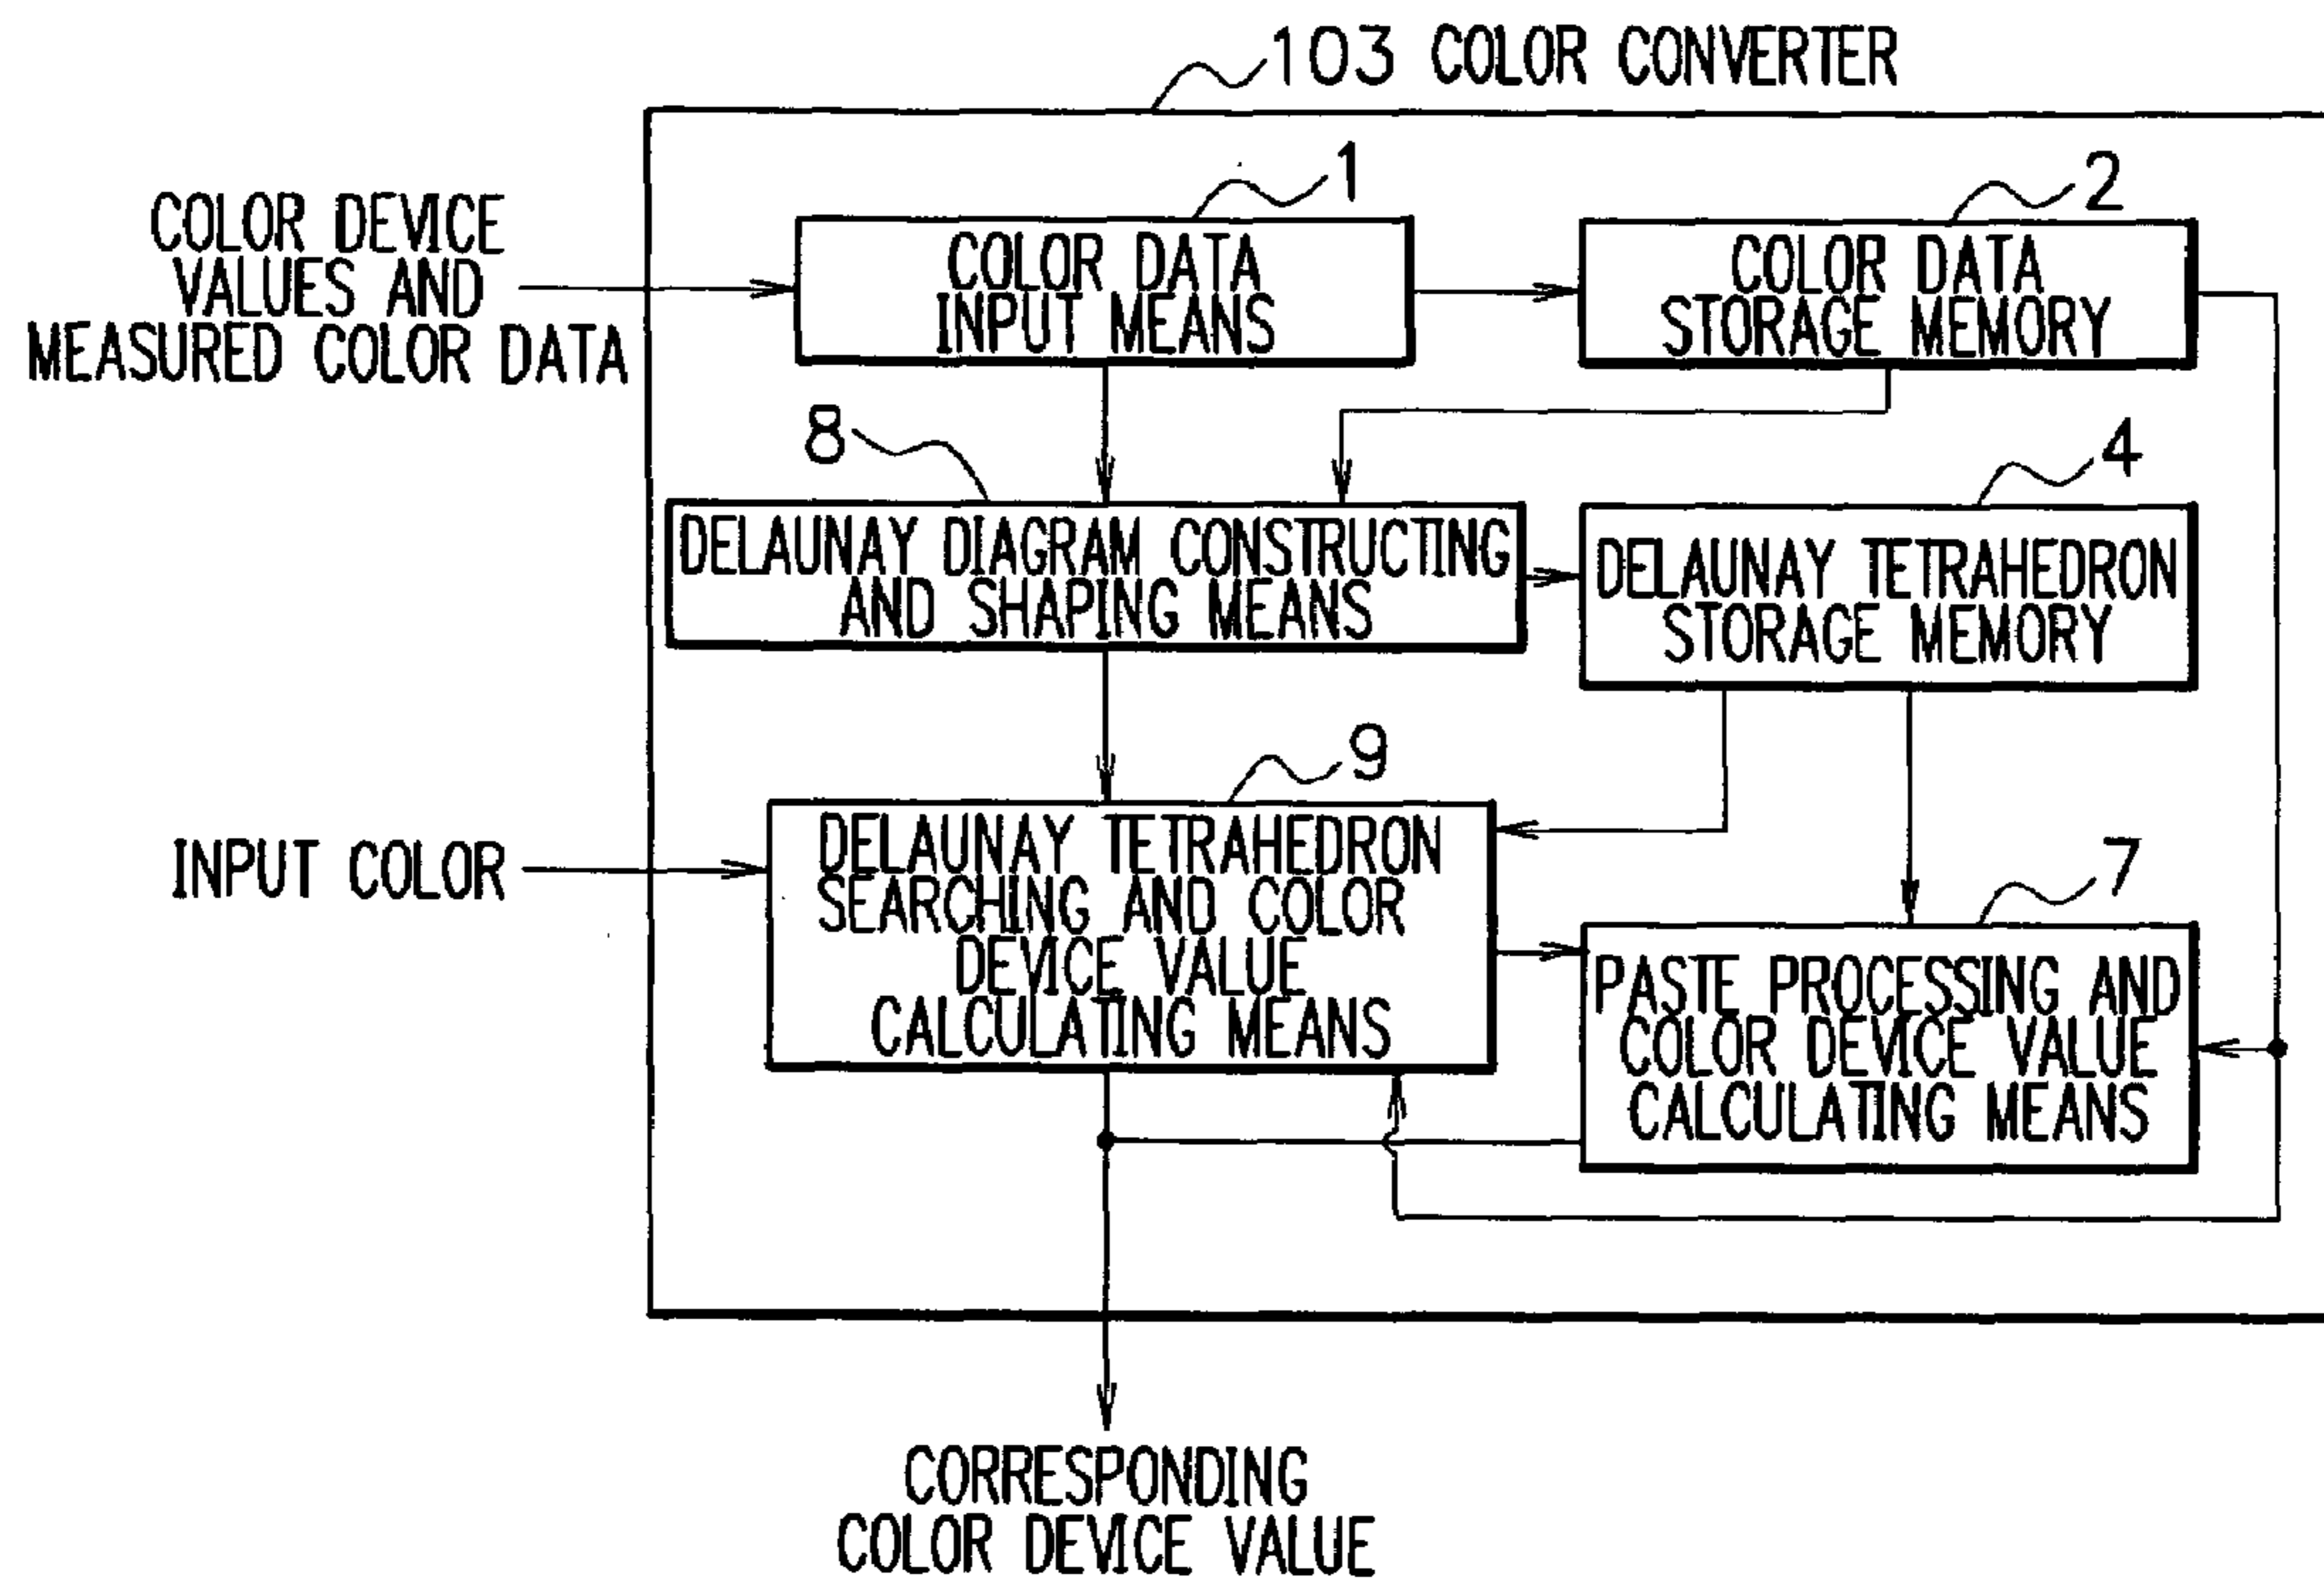 103 COLOR CONVERTER
COLOR DEVICE
VALUES AND
MEASURED COLOR DATA
1
COLOR DATA
INPUT MEANS
2
COLOR DATA
STORAGE MEMORY
8
DELAUNAY DIAGRAM CONSTRUCTING
AND SHAPING MEANS
4
DELAUNAY TETRAHEDRON
STORAGE MEMORY
INPUT COLOR
9
DELAUNAY TETRAHEDRON
SEARCHING AND COLOR
DEVICE VALUE
CALCULATING MEANS
7
PASTE PROCESSING AND
COLOR DEVICE VALUE
CALCULATING MEANS
CORRESPONDING
COLOR DEVICE VALUE